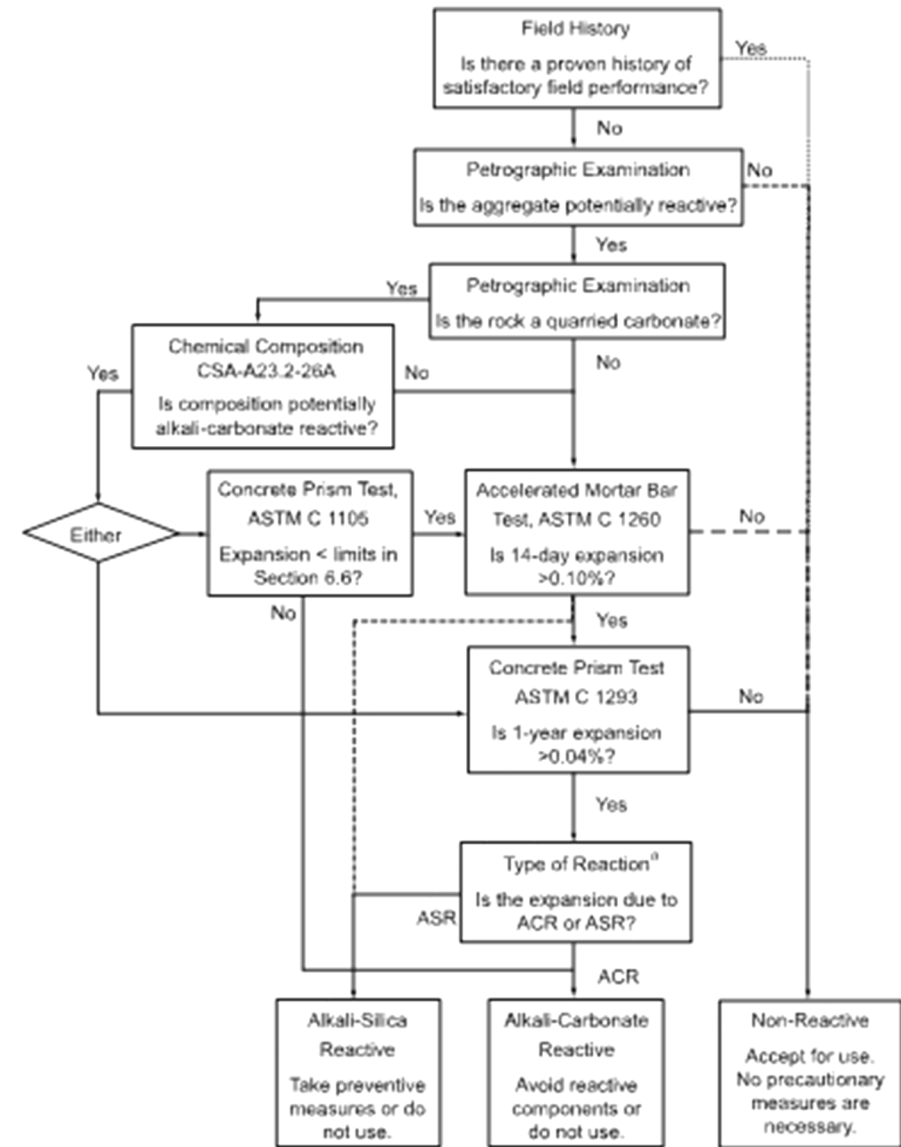 Field History
Is there a proven history of
satisfactory field performance?
Yes
No
Petrographic Examination
Is the aggregate potentially reactive?
No
Yes
Petrographic Examination
Is the rock a quarried carbonate?
Yes
No
Chemical Composition
CSA-A23.2-26A
Is composition potentially
alkali-carbonate reactive?
Yes
No
Either
Concrete Prism Test,
ASTM C 1105
Expansion < limits in
Section 6.6?
Yes
No
Accelerated Mortar Bar
Test, ASTM C 1260
Is 14-day expansion
>0.10%?
No
Yes
Concrete Prism Test
ASTM C 1293
Is 1-year expansion
>0.04%?
No
Yes
Type of Reactionᵃ
Is the expansion due to
ACR or ASR?
ASR
ACR
Alkali-Silica
Reactive
Take preventive
measures or do
not use.
Alkali-Carbonate
Reactive
Avoid reactive
components or
do not use.
Non-Reactive
Accept for use.
No precautionary
measures are
necessary.